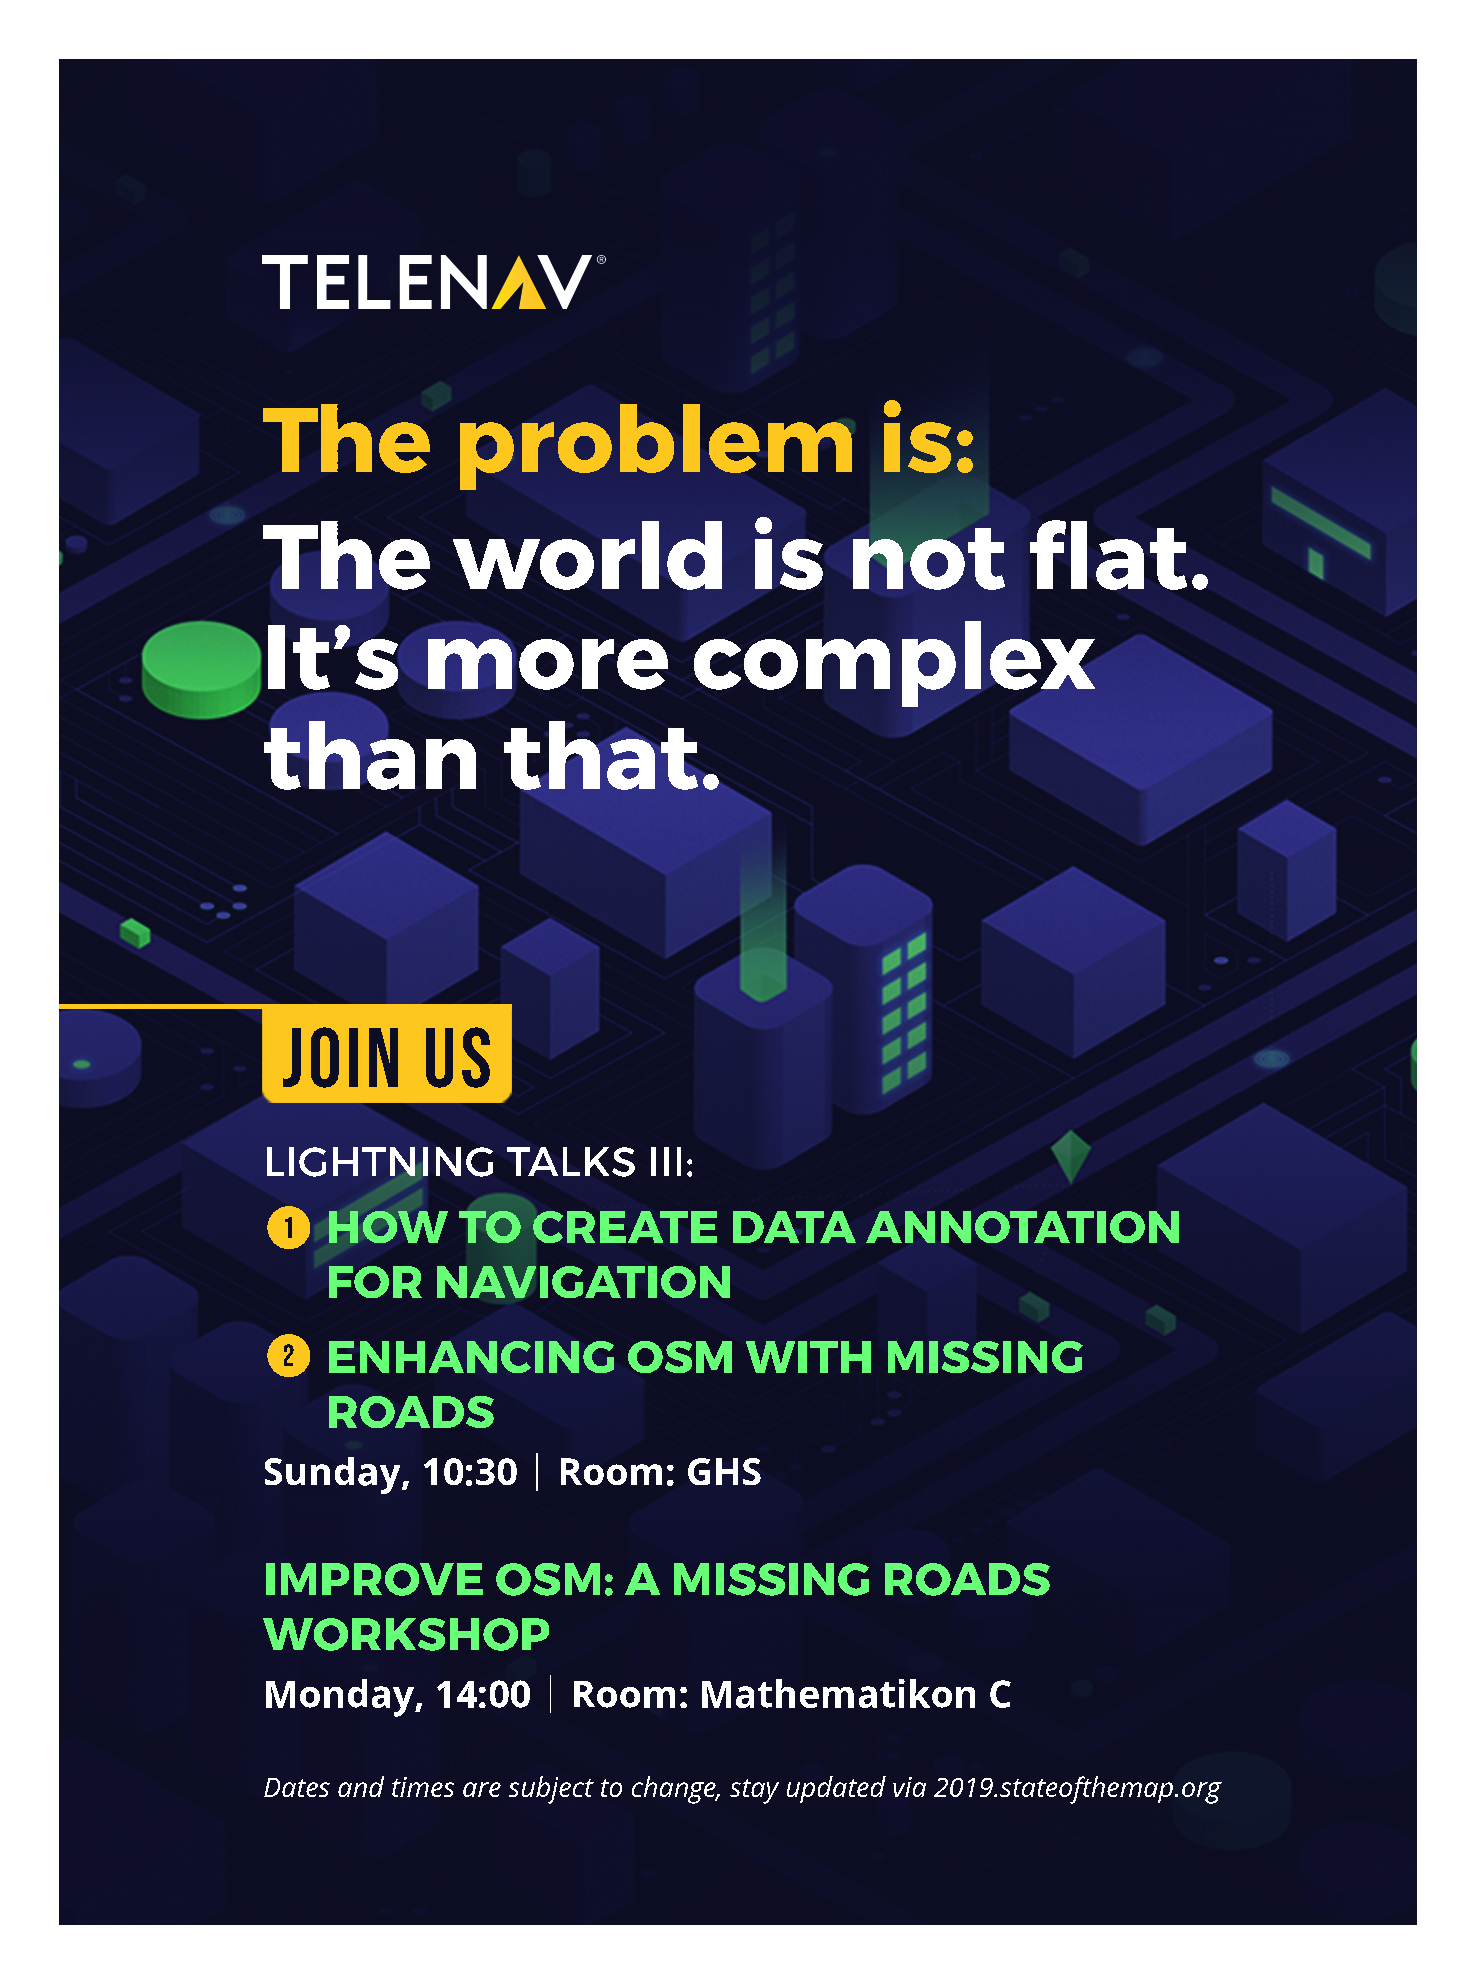 TELENAV®
The problem is:
The world is not flat.
It’s more complex
than that.
JOIN US
LIGHTNING TALKS III:
1 HOW TO CREATE DATA ANNOTATION
FOR NAVIGATION
2 ENHANCING OSM WITH MISSING
ROADS
Sunday, 10:30 | Room: GHS
IMPROVE OSM: A MISSING ROADS
WORKSHOP
Monday, 14:00 | Room: Mathematikon C
Dates and times are subject to change, stay updated via 2019.stateofthemap.org